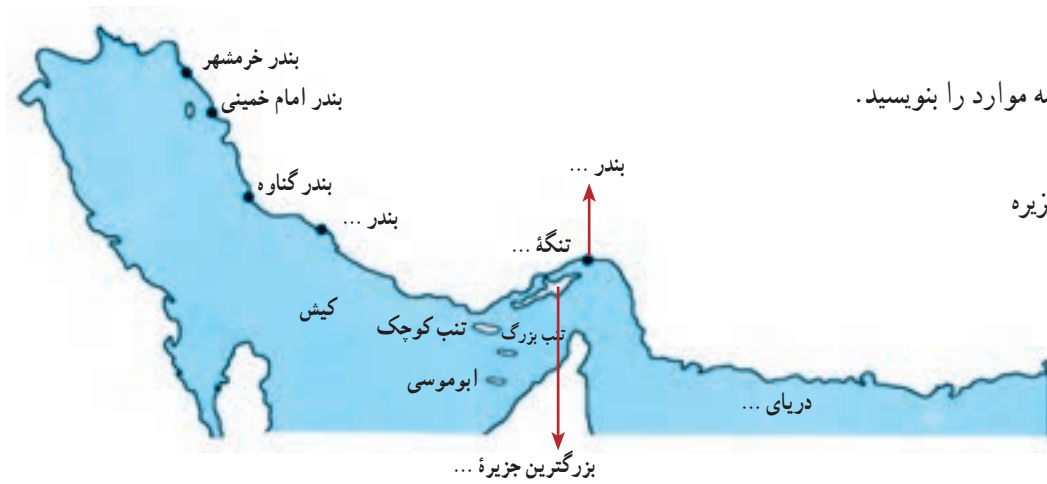 بندر خرمشهر
بندر امام خمینی
ه موارد را بنویسید.
بندر ...
بندر گناوه
زیره
بندر ...
تنگهٔ ...
کیش
تنب کوچک
تنب بزرگ
ابوموسی
دریای ...
بزرگترین جزیرهٔ ...